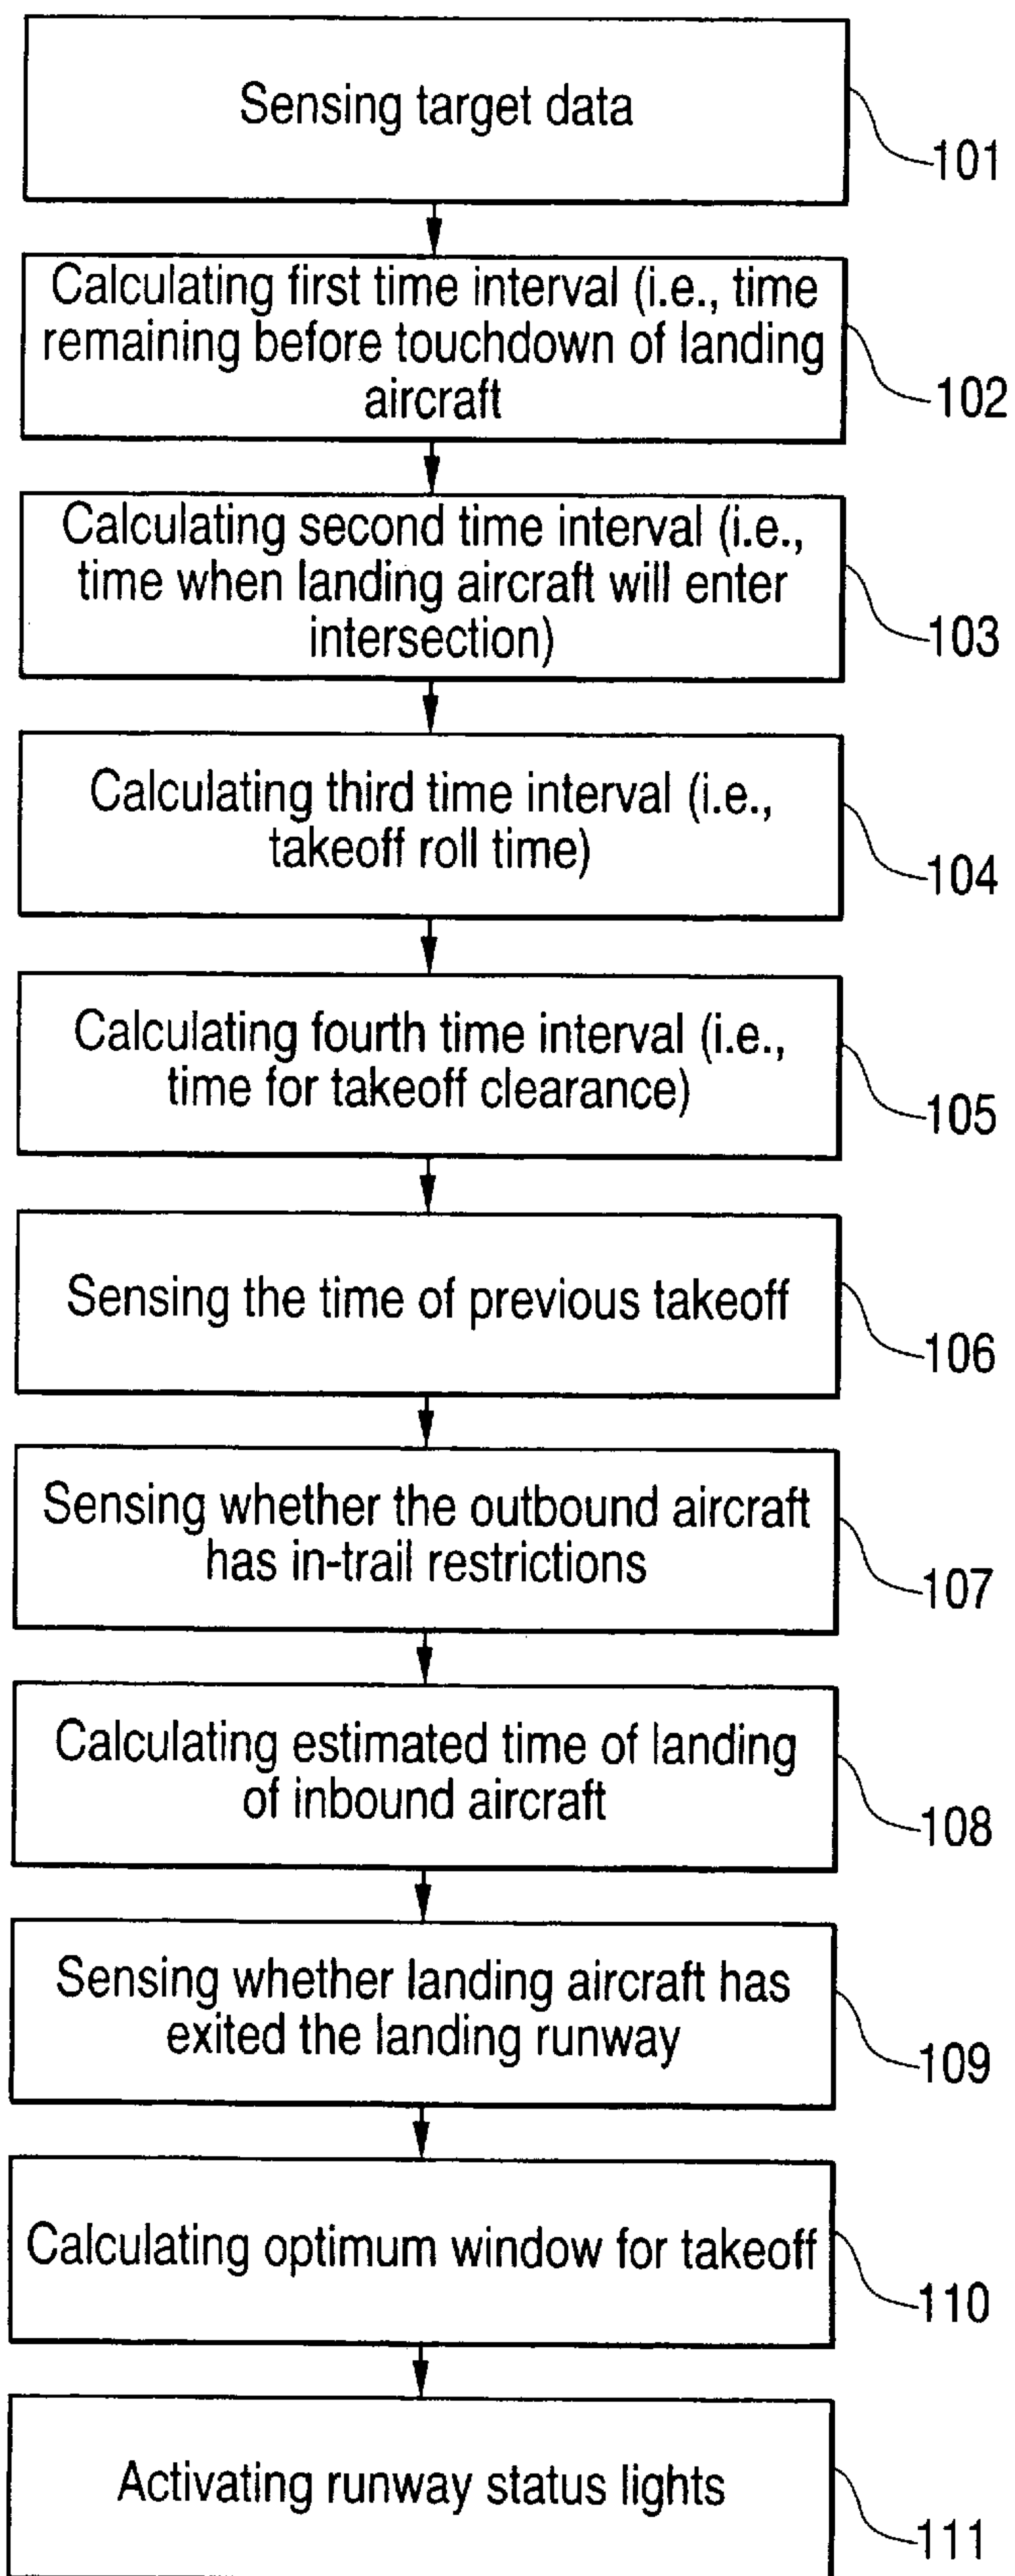 Sensing target data
101
Calculating first time interval (i.e., time
remaining before touchdown of landing
aircraft
102
Calculating second time interval (i.e.,
time when landing aircraft will enter
intersection)
103
Calculating third time interval (i.e.,
takeoff roll time)
104
Calculating fourth time interval (i.e.,
time for takeoff clearance)
105
Sensing the time of previous takeoff
106
Sensing whether the outbound aircraft
has in-trail restrictions
107
Calculating estimated time of landing
of inbound aircraft
108
Sensing whether landing aircraft has
exited the landing runway
109
Calculating optimum window for takeoff
110
Activating runway status lights
111